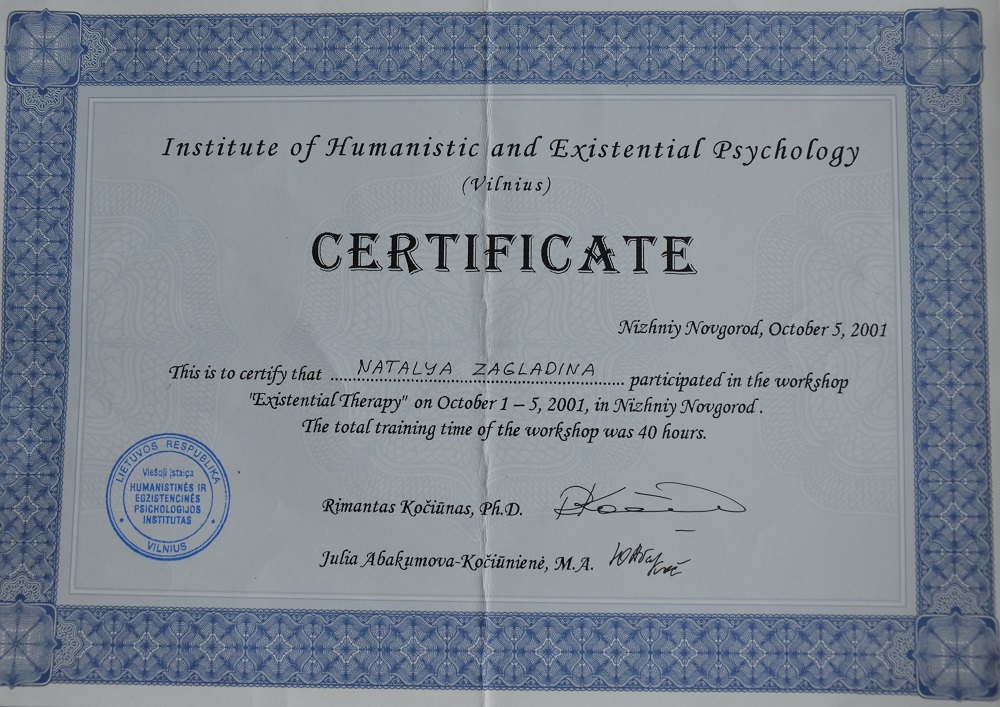 Institute of Humanistic and Existential Psychology
(Vilnius)
CERTIFICATE
Nizhniy Novgorod, October 5, 2001
This is to certify that ........ NATALYA ZAGLADINA ........ participated in the workshop
"Existential Therapy" on October 1 – 5, 2001, in Nizhniy Novgorod .
The total training time of the workshop was 40 hours.
Rimantas Kočiūnas, Ph.D.
Julia Abakumova-Kočiūnienė, M.A.
LIETUVOS RESPUBLIKA
Viešoji įstaiga
HUMANISTINĖS IR
EGZISTENCINĖS
PSICHOLOGIJOS
INSTITUTAS
VILNIUS